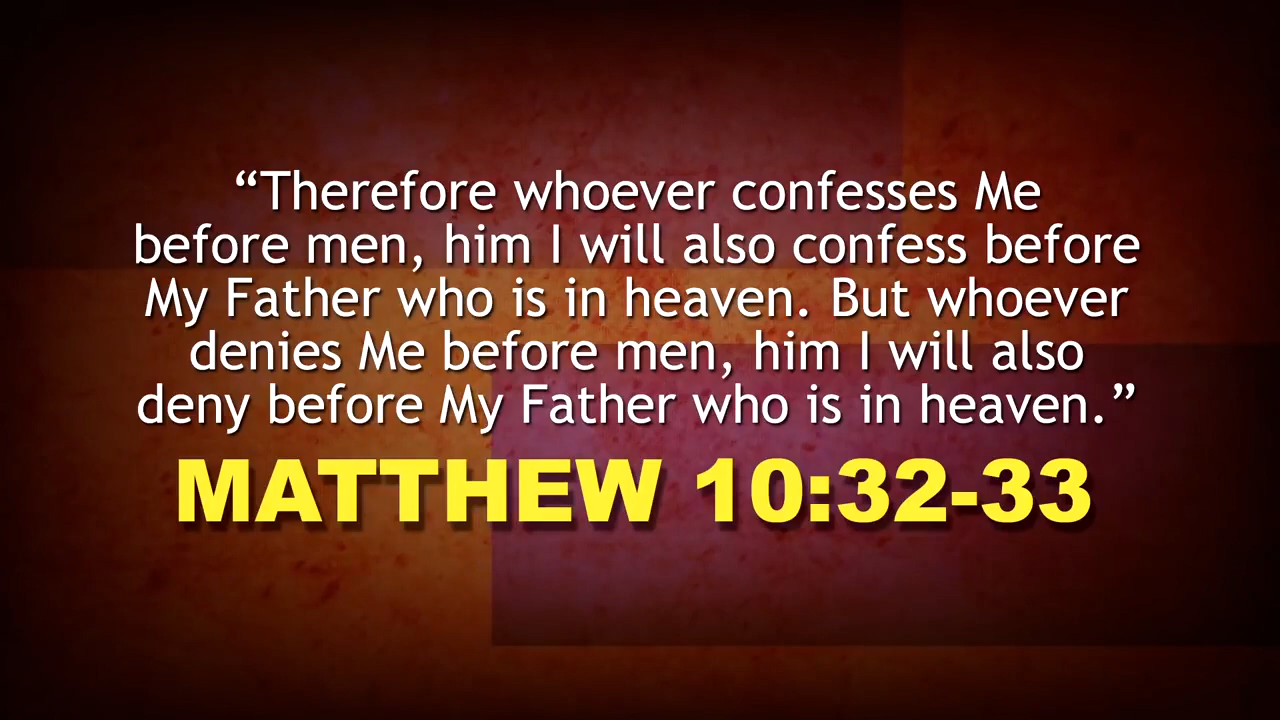 “Therefore whoever confesses Me
before men, him I will also confess before
My Father who is in heaven. But whoever
denies Me before men, him I will also
deny before My Father who is in heaven.”
MATTHEW 10:32-33